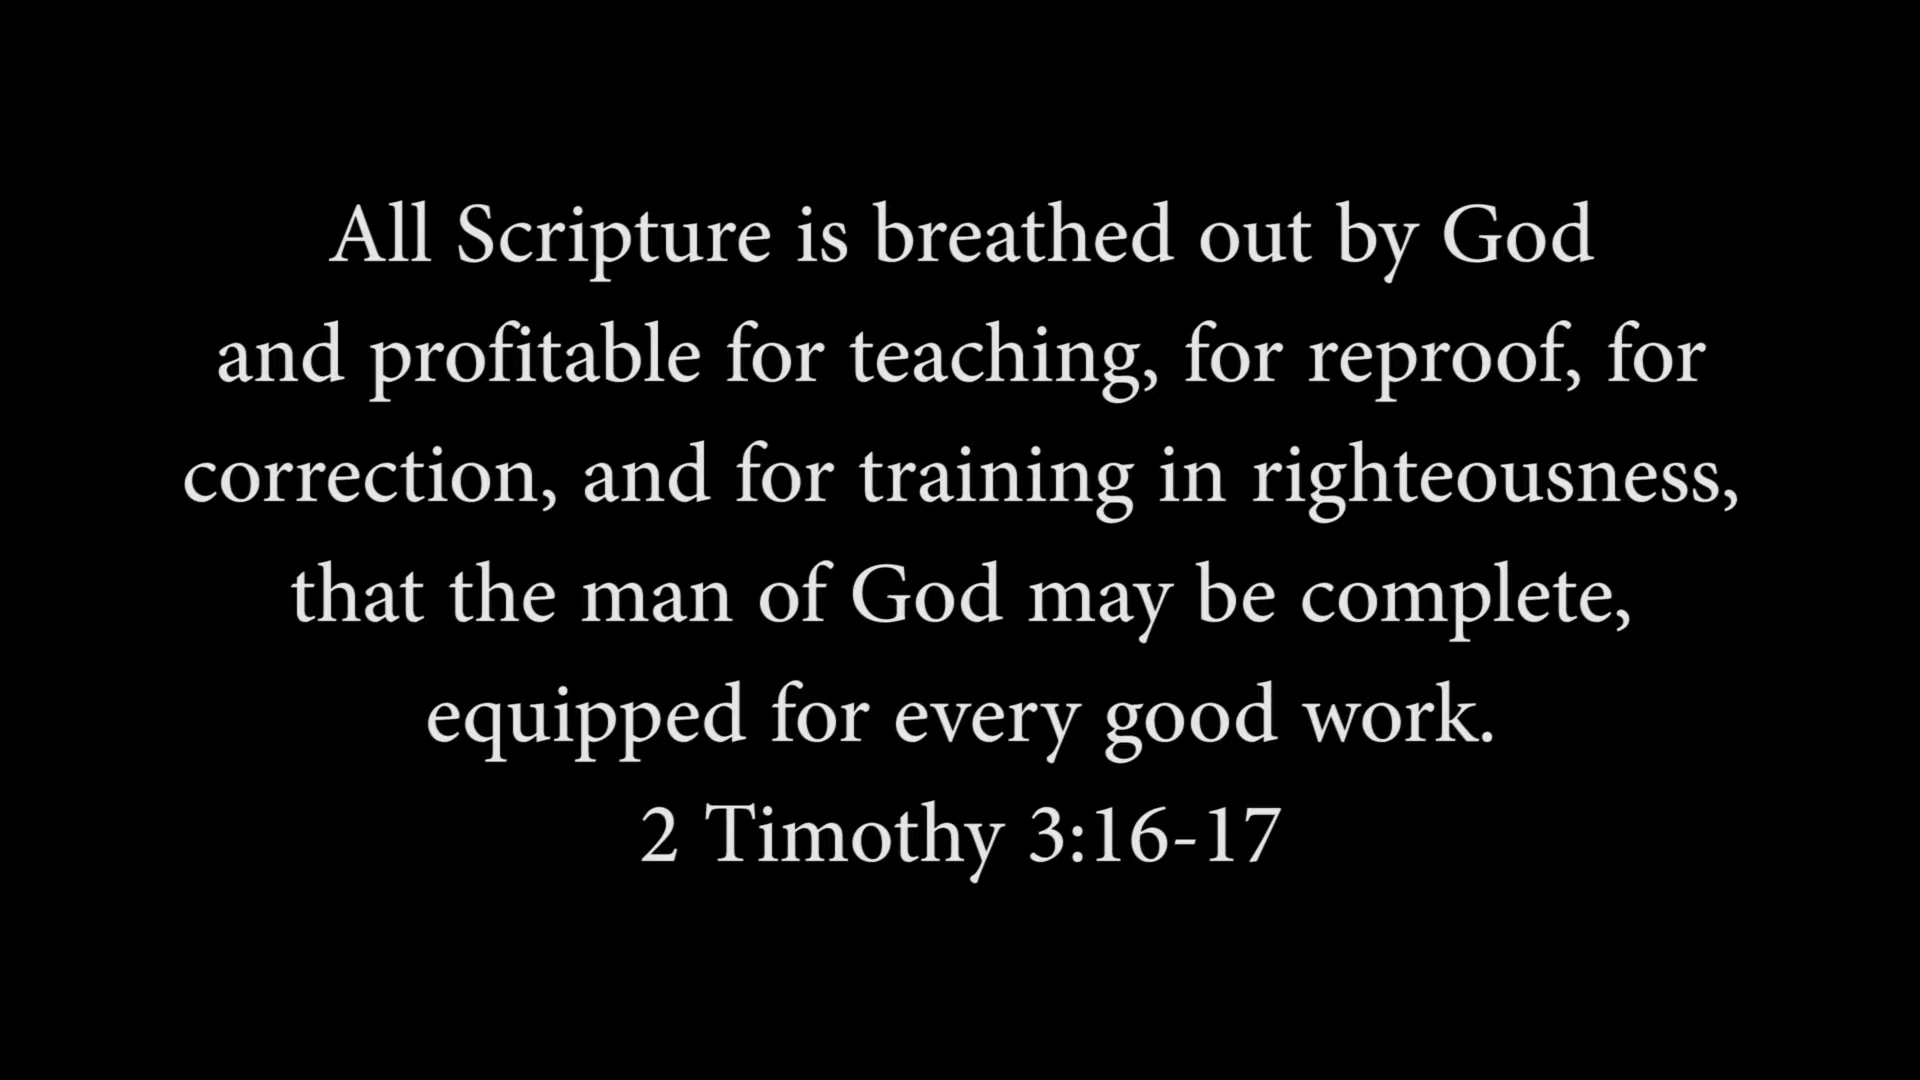 All Scripture is breathed out by God
and profitable for teaching, for reproof, for
correction, and for training in righteousness,
that the man of God may be complete,
equipped for every good work.
2 Timothy 3:16-17